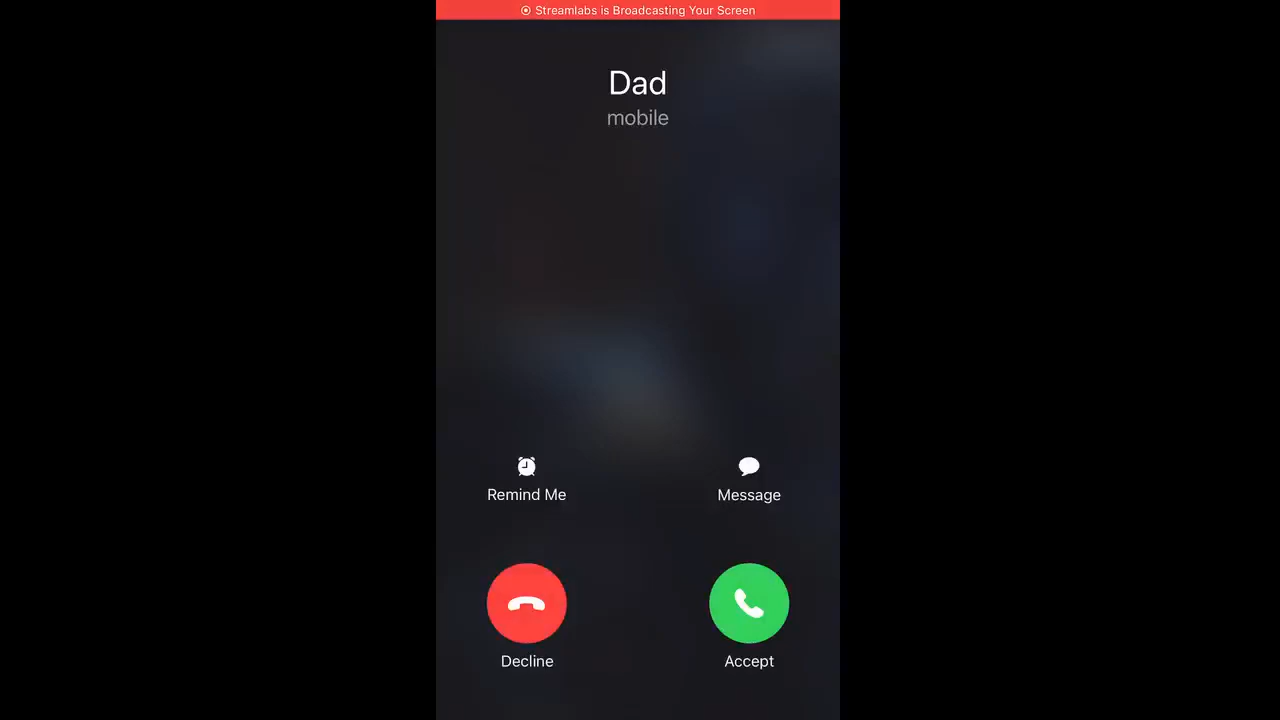 Streamlabs is Broadcasting Your Screen
Dad
mobile
Remind Me
Message
Decline
Accept